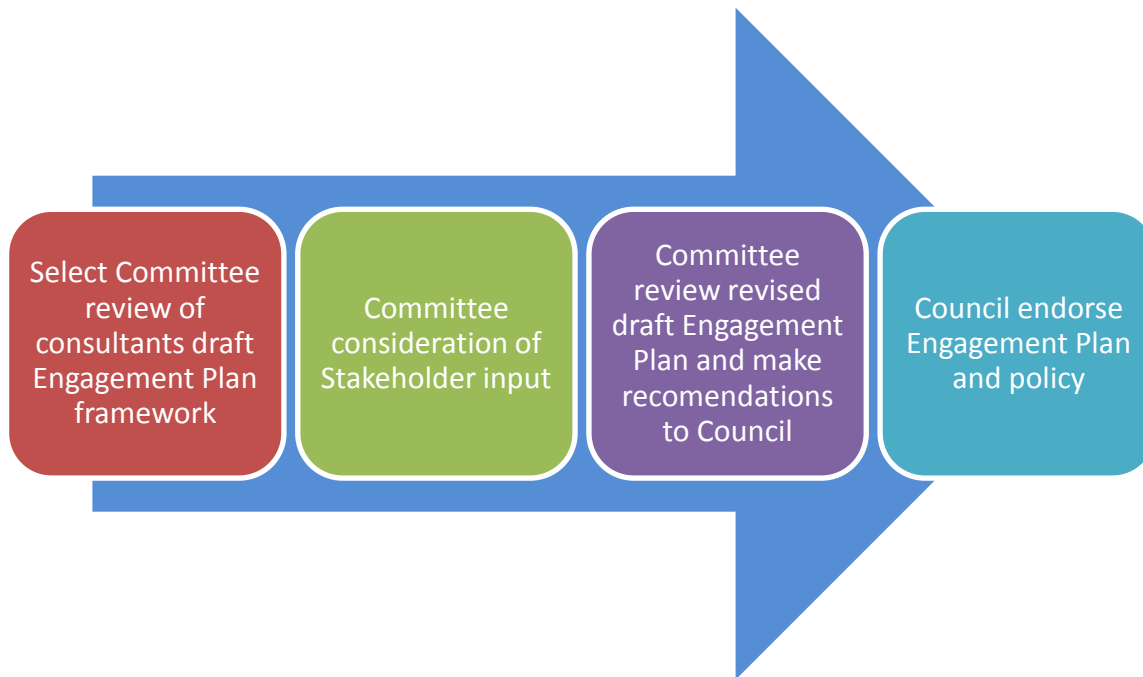 Select Committee
review of
consultants draft
Engagement Plan
framework
Committee
consideration of
Stakeholder input
Committee
review revised
draft Engagement
Plan and make
recomendations
to Council
Council endorse
Engagement Plan
and policy